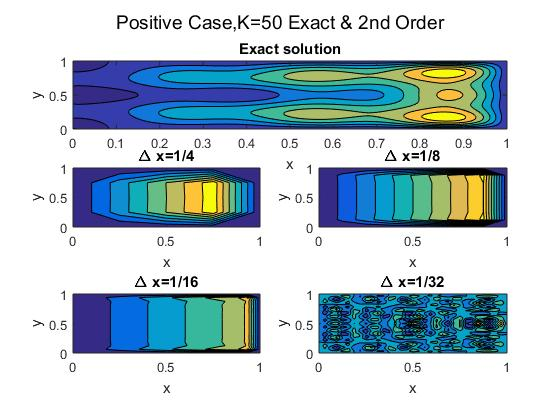 Positive Case,K=50 Exact & 2nd Order
Exact solution
y
1
0.5
0
0 0.1 0.2 0.3 0.4 0.5 0.6 0.7 0.8 0.9 1
x
Δ x=1/4
y
1
0.5
0
0 0.5 1
x
Δ x=1/8
y
1
0.5
0
0 0.5 1
x
Δ x=1/16
y
1
0.5
0
0 0.5 1
x
Δ x=1/32
y
1
0.5
0
0 0.5 1
x